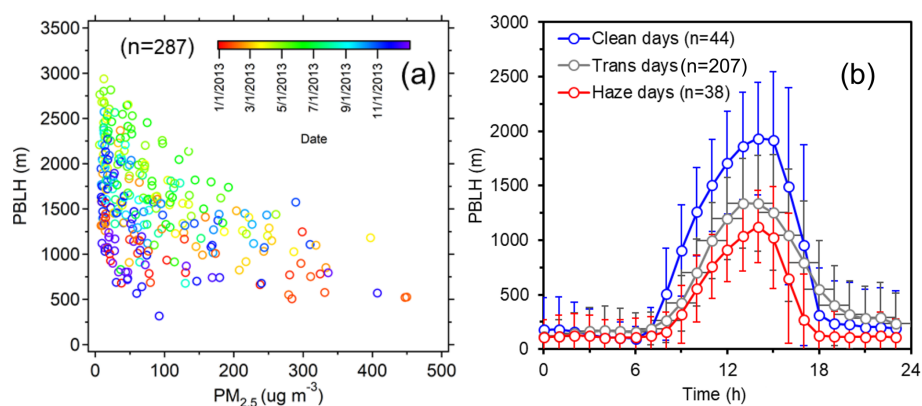 (n=287)
(a)
1/1/2013
3/1/2013
5/1/2013
7/1/2013
9/1/2013
11/1/2013
Date
PBLH (m)
3500
3000
2500
2000
1500
1000
500
0
0 100 200 300 400 500
PM2.5 (ug m-3)
Clean days (n=44)
Trans days (n=207)
Haze days (n=38)
(b)
PBLH (m)
3000
2500
2000
1500
1000
500
0
0 6 12 18 24
Time (h)